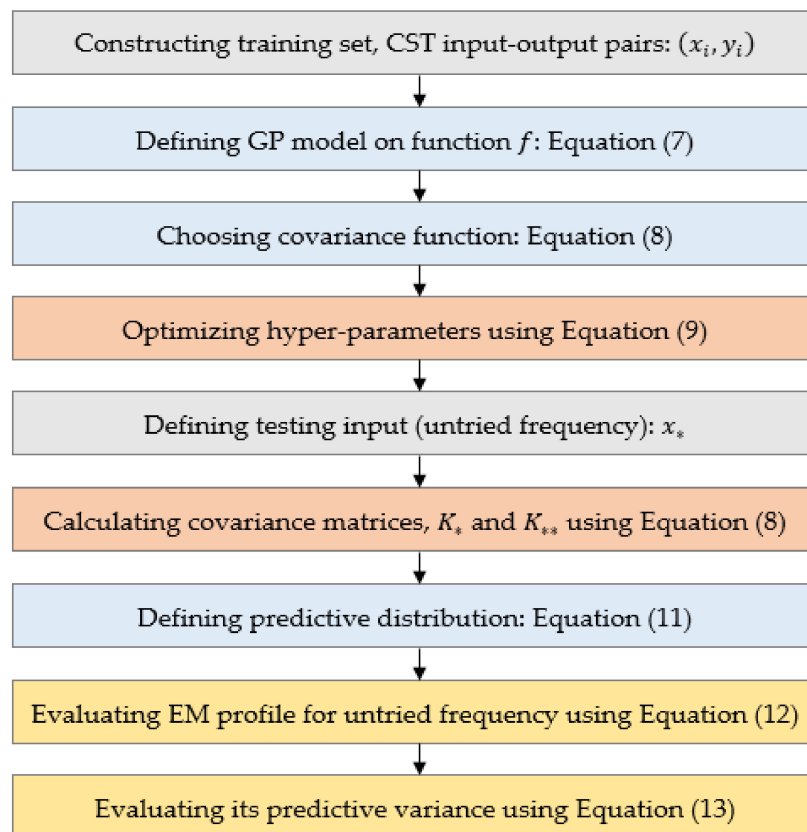 Constructing training set, CST input-output pairs: (xᵢ, yᵢ)
Defining GP model on function f: Equation (7)
Choosing covariance function: Equation (8)
Optimizing hyper-parameters using Equation (9)
Defining testing input (untried frequency): x∗
Calculating covariance matrices, K∗ and K∗∗ using Equation (8)
Defining predictive distribution: Equation (11)
Evaluating EM profile for untried frequency using Equation (12)
Evaluating its predictive variance using Equation (13)